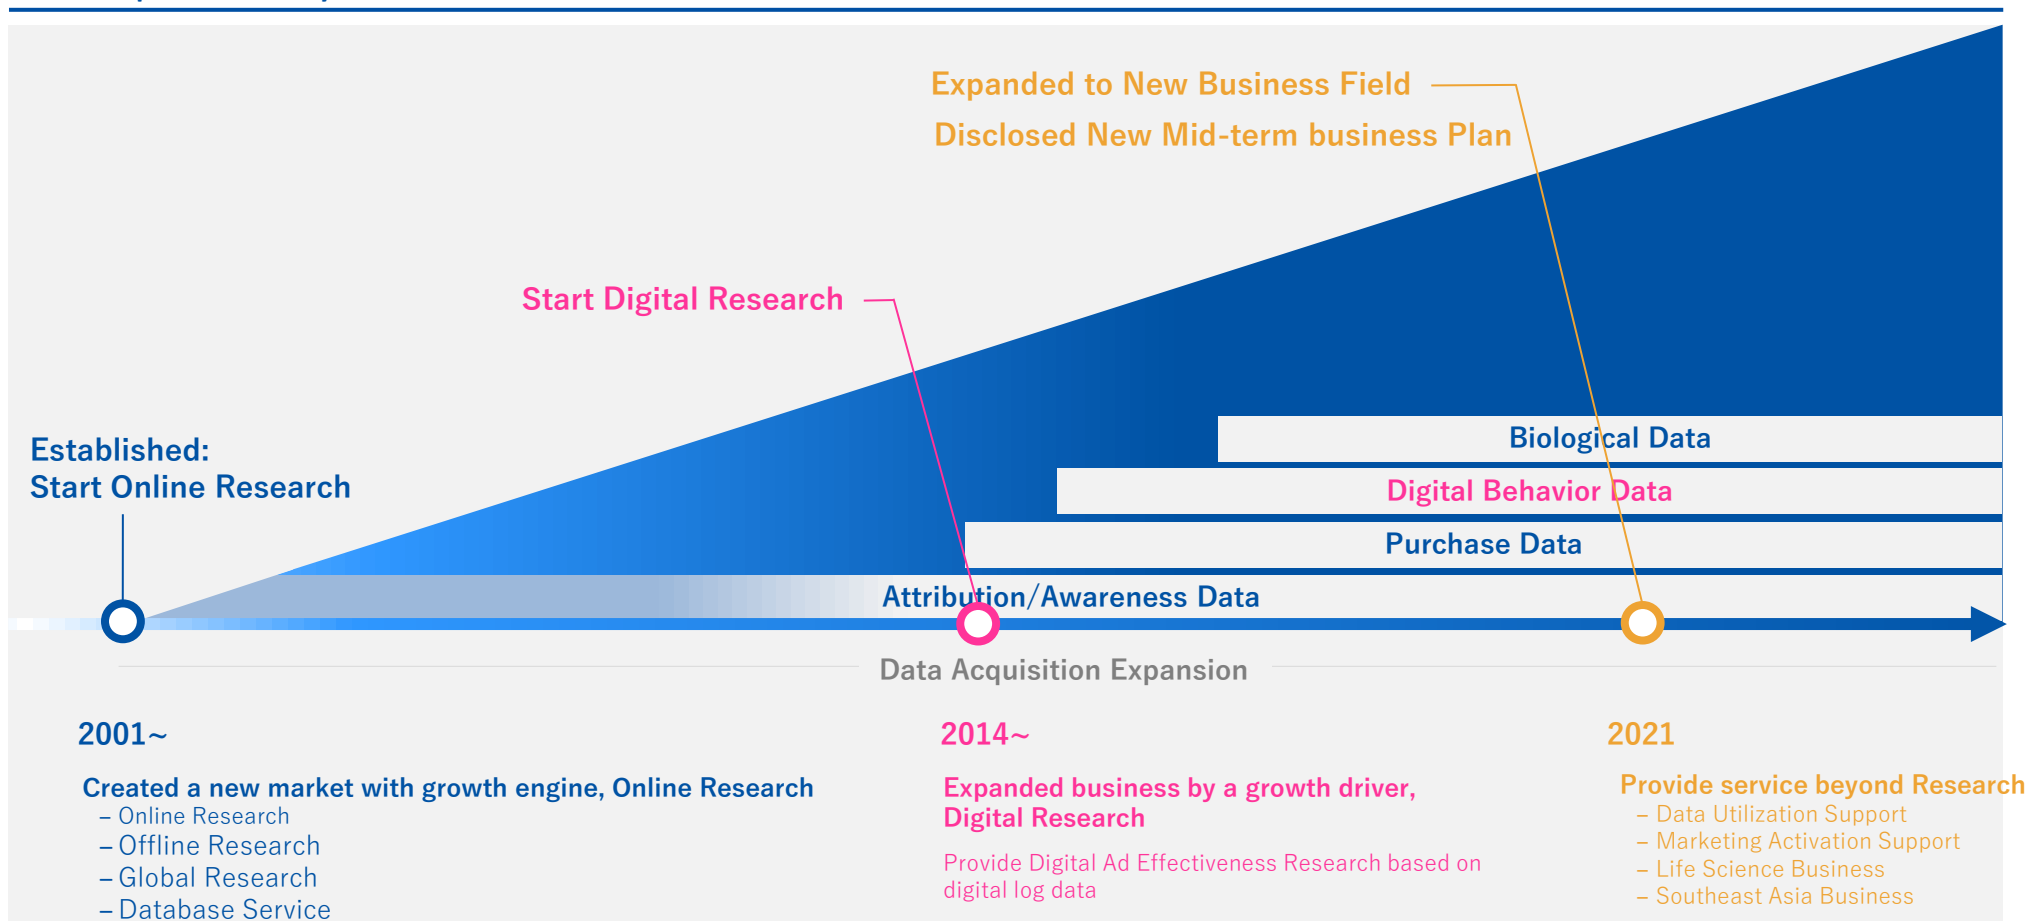 Expanded to New Business Field
Disclosed New Mid-term business Plan
Start Digital Research
Established:
Start Online Research
Biological Data
Digital Behavior Data
Purchase Data
Attribution/Awareness Data
Data Acquisition Expansion
2001~
Created a new market with growth engine, Online Research
– Online Research
– Offline Research
– Global Research
– Database Service
2014~
Expanded business by a growth driver,
Digital Research
Provide Digital Ad Effectiveness Research based on
digital log data
2021
Provide service beyond Research
– Data Utilization Support
– Marketing Activation Support
– Life Science Business
– Southeast Asia Business